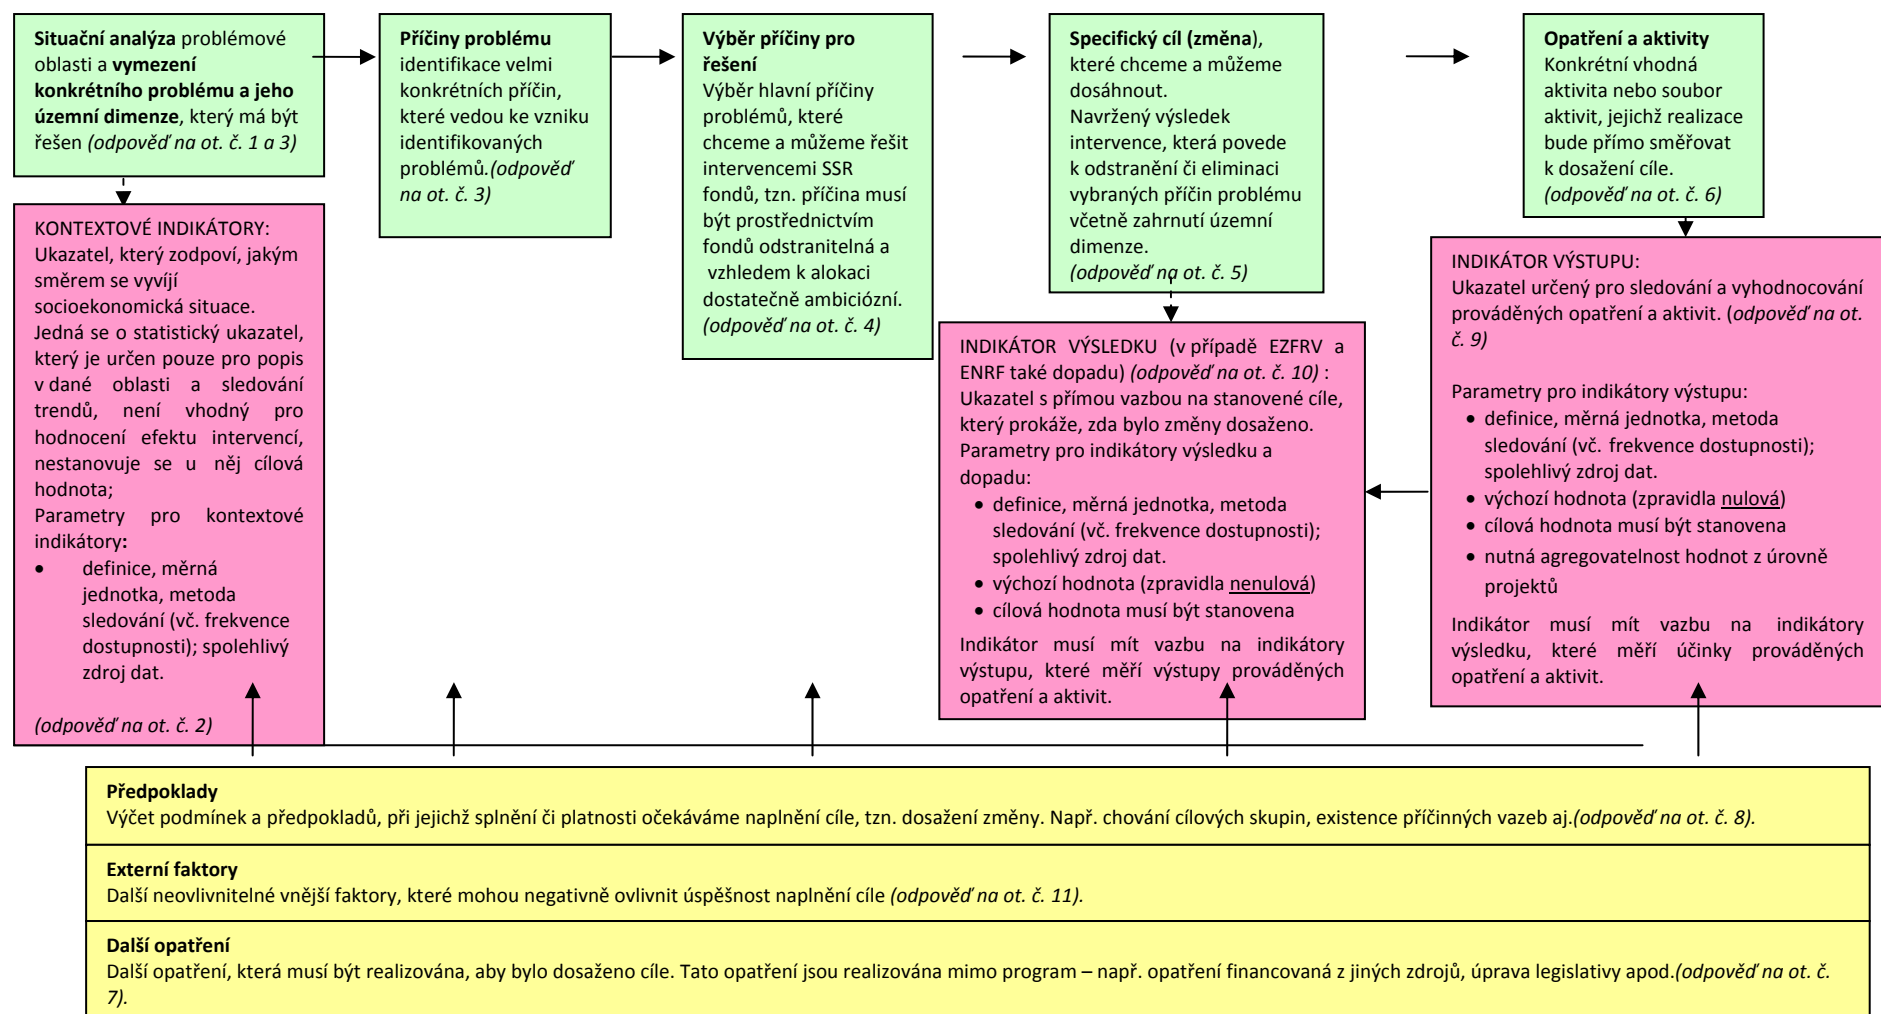 Situační analýza problémové
oblasti a vymezení
konkrétního problému a jeho
územní dimenze, který má být
řešen (odpověď na ot. č. 1 a 3)
Příčiny problému
identifikace velmi
konkrétních příčin,
které vedou ke vzniku
identifikovaných
problémů.(odpověď
na ot. č. 3)
Výběr příčiny pro
řešení
Výběr hlavní příčiny
problémů, které
chceme a můžeme řešit
intervencemi SSR
fondů, tzn. příčina musí
být prostřednictvím
fondů odstranitelná a
vzhledem k alokaci
dostatečně ambiciózní.
(odpověď na ot. č. 4)
Specifický cíl (změna),
které chceme a můžeme
dosáhnout.
Navržený výsledek
intervence, která povede
k odstranění či eliminaci
vybraných příčin problému
včetně zahrnutí územní
dimenze.
(odpověď na ot. č. 5)
Opatření a aktivity
Konkrétní vhodná
aktivita nebo soubor
aktivit, jejichž realizace
bude přímo směřovat
k dosažení cíle.
(odpověď na ot. č. 6)
KONTEXTOVÉ INDIKÁTORY:
Ukazatel, který zodpoví, jakým
směrem se vyvíjí
socioekonomická situace.
Jedná se o statistický ukazatel,
který je určen pouze pro popis
v dané oblasti a sledování
trendů, není vhodný pro
hodnocení efektu intervencí,
nestanovuje se u něj cílová
hodnota;
Parametry pro kontextové
indikátory:
• definice, měrná
jednotka, metoda
sledování (vč. frekvence
dostupnosti); spolehlivý
zdroj dat.
(odpověď na ot. č. 2)
INDIKÁTOR VÝSLEDKU (v případě EZFRV a
ENRF také dopadu) (odpověď na ot. č. 10) :
Ukazatel s přímou vazbou na stanovené cíle,
který prokáže, zda bylo změny dosaženo.
Parametry pro indikátory výsledku a
dopadu:
• definice, měrná jednotka, metoda
sledování (vč. frekvence dostupnosti);
spolehlivý zdroj dat.
• výchozí hodnota (zpravidla nenulová)
• cílová hodnota musí být stanovena
Indikátor musí mít vazbu na indikátory
výstupu, které měří výstupy prováděných
opatření a aktivit.
INDIKÁTOR VÝSTUPU:
Ukazatel určený pro sledování a vyhodnocování
prováděných opatření a aktivit. (odpověď na ot.
č. 9)
Parametry pro indikátory výstupu:
• definice, měrná jednotka, metoda
sledování (vč. frekvence dostupnosti);
spolehlivý zdroj dat.
• výchozí hodnota (zpravidla nulová)
• cílová hodnota musí být stanovena
• nutná agregovatelnost hodnot z úrovně
projektů
Indikátor musí mít vazbu na indikátory
výsledku, které měří účinky prováděných
opatření a aktivit.
Předpoklady
Výčet podmínek a předpokladů, při jejichž splnění či platnosti očekáváme naplnění cíle, tzn. dosažení změny. Např. chování cílových skupin, existence příčinných vazeb aj.(odpověď na ot. č. 8).
Externí faktory
Další neovlivnitelné vnější faktory, které mohou negativně ovlivnit úspěšnost naplnění cíle (odpověď na ot. č. 11).
Další opatření
Další opatření, která musí být realizována, aby bylo dosaženo cíle. Tato opatření jsou realizována mimo program – např. opatření financovaná z jiných zdrojů, úprava legislativy apod.(odpověď na ot. č.
7).